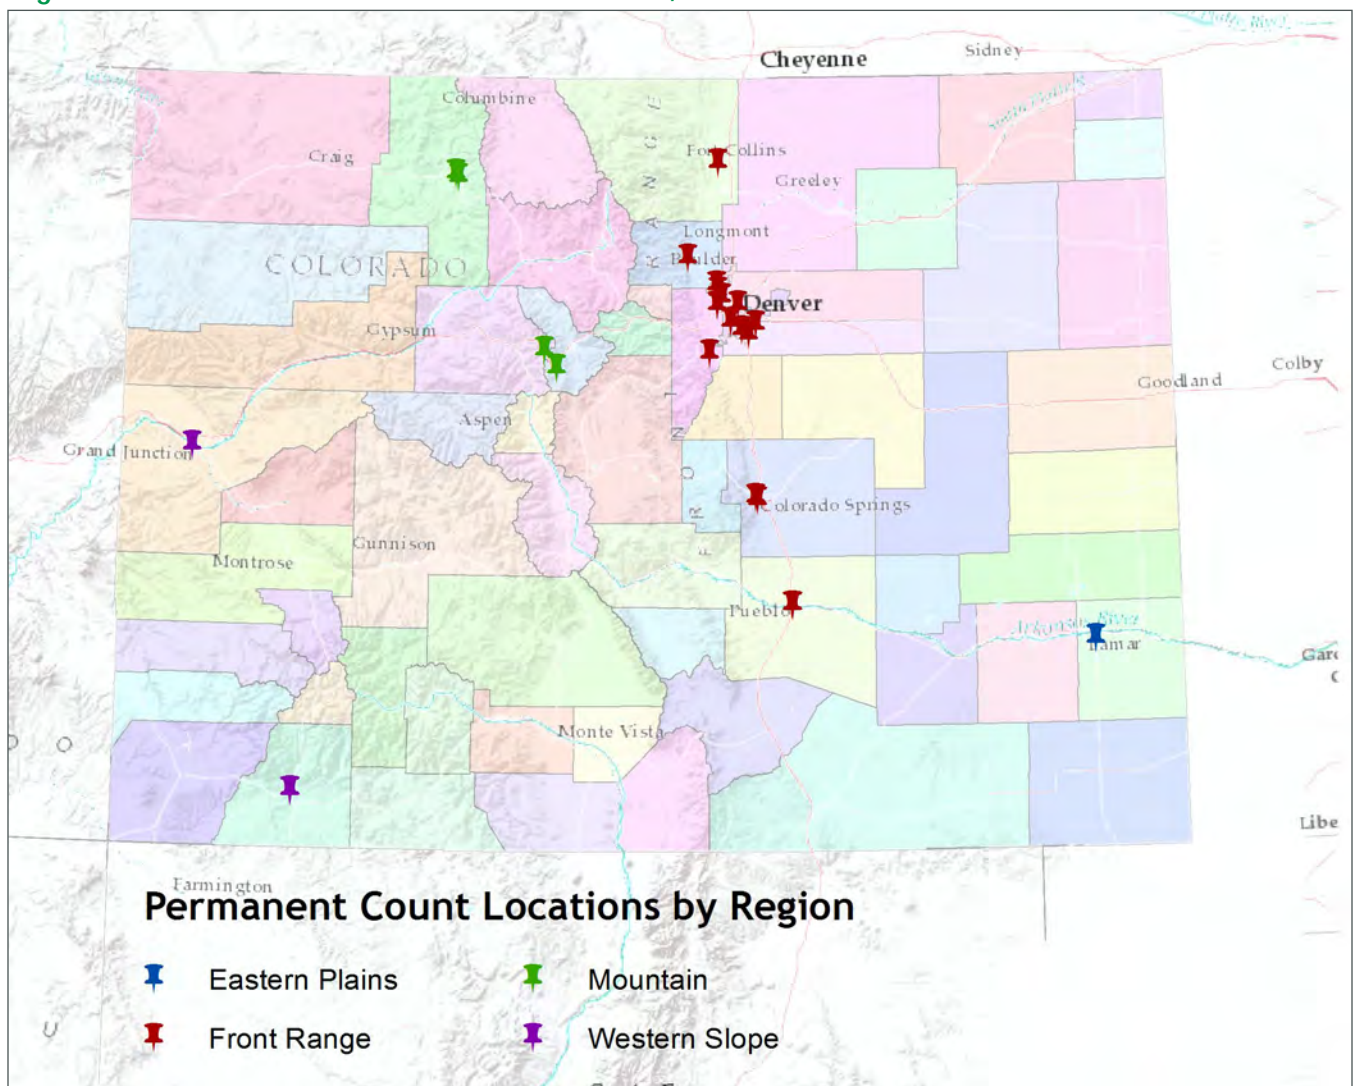 Cheyenne
Sidney
Columbine
Craig
Fort Collins
Greeley
Longmont
Boulder
COLORADO
Denver
Gypsum
Goodland
Colby
Aspen
Grand Junction
Colorado Springs
Gunnison
Montrose
Pueblo
Arkansas River
Lamar
Monte Vista
FRONT RANGE
Farmington
Permanent Count Locations by Region
Eastern Plains
Mountain
Front Range
Western Slope